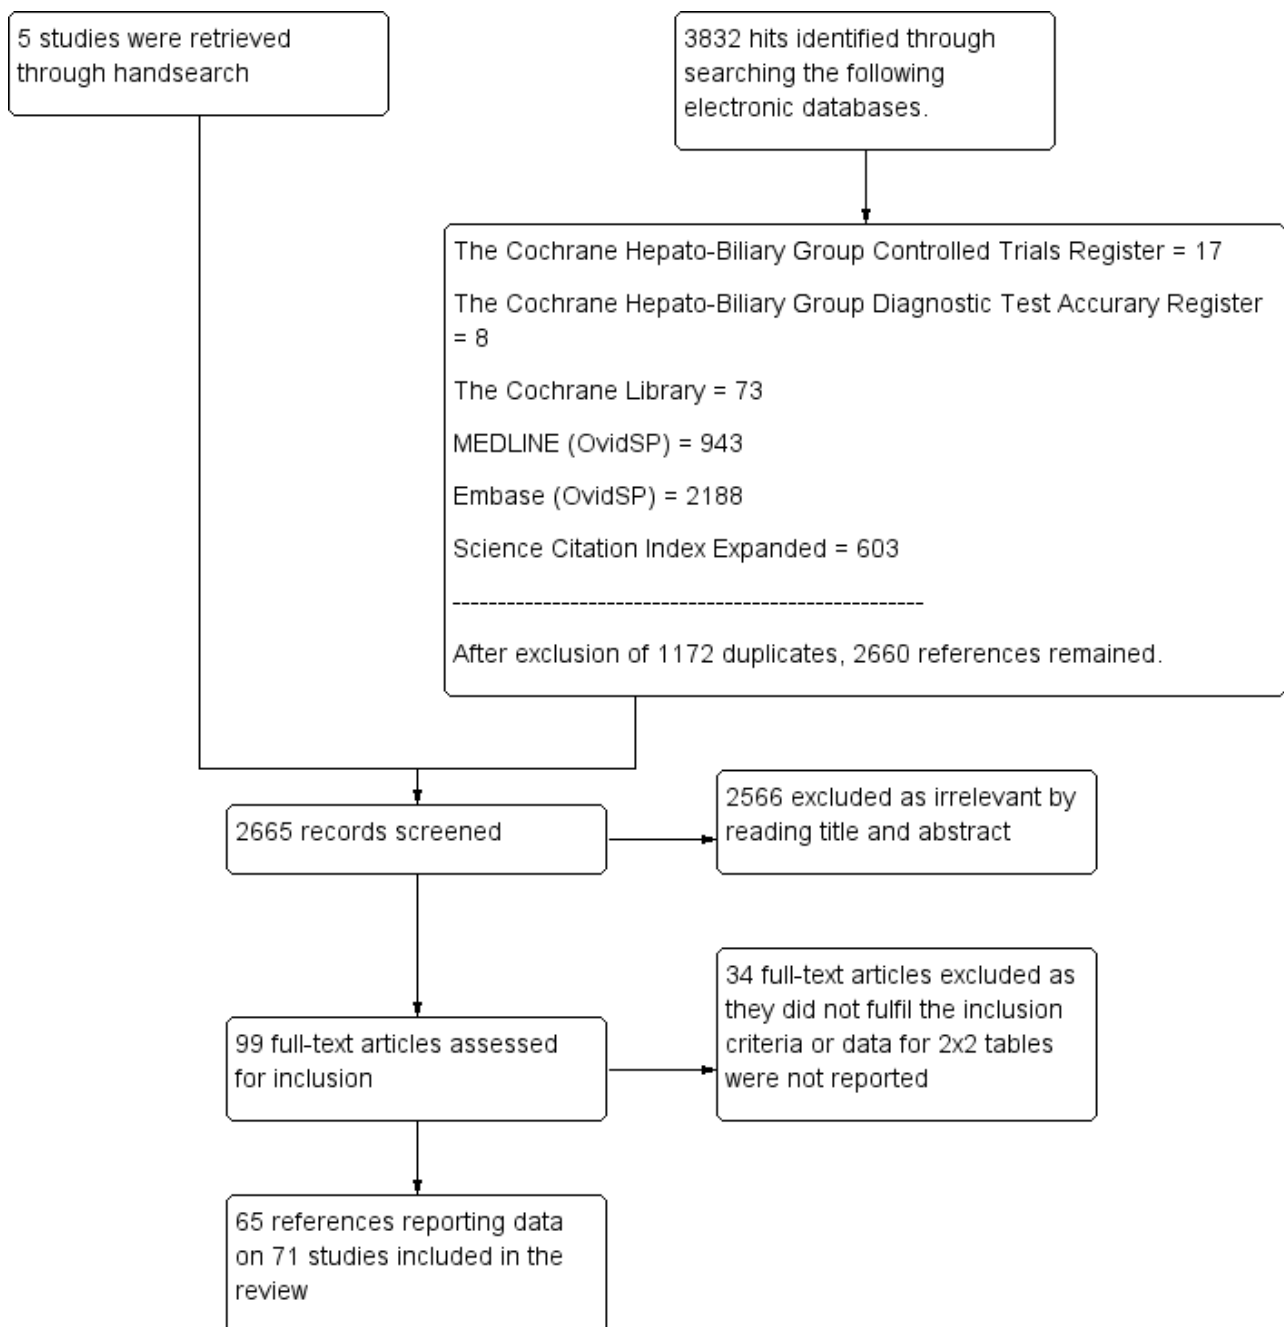 5 studies were retrieved
through handsearch
3832 hits identified through
searching the following
electronic databases.
The Cochrane Hepato-Biliary Group Controlled Trials Register = 17
The Cochrane Hepato-Biliary Group Diagnostic Test Accurary Register
= 8
The Cochrane Library = 73
MEDLINE (OvidSP) = 943
Embase (OvidSP) = 2188
Science Citation Index Expanded = 603
----------------------------------------------------
After exclusion of 1172 duplicates, 2660 references remained.
2665 records screened
2566 excluded as irrelevant by
reading title and abstract
99 full-text articles assessed
for inclusion
34 full-text articles excluded as
they did not fulfil the inclusion
criteria or data for 2x2 tables
were not reported
65 references reporting data
on 71 studies included in the
review